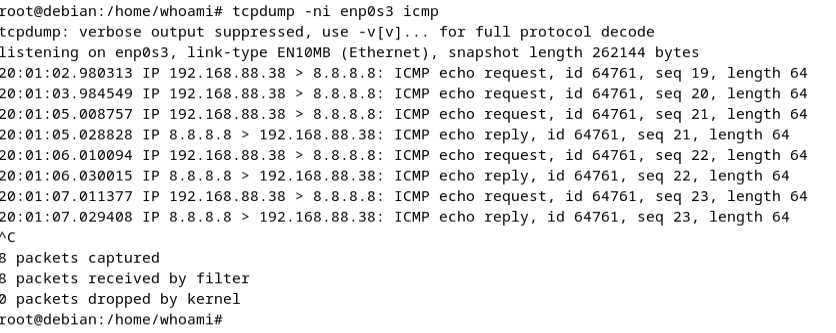 root@debian:/home/whoami# tcpdump -ni enp0s3 icmp
tcpdump: verbose output suppressed, use -v[v]... for full protocol decode
listening on enp0s3, link-type EN10MB (Ethernet), snapshot length 262144 bytes
20:01:02.980313 IP 192.168.88.38 > 8.8.8.8: ICMP echo request, id 64761, seq 19, length 64
20:01:03.984549 IP 192.168.88.38 > 8.8.8.8: ICMP echo request, id 64761, seq 20, length 64
20:01:05.008757 IP 192.168.88.38 > 8.8.8.8: ICMP echo request, id 64761, seq 21, length 64
20:01:05.028828 IP 8.8.8.8 > 192.168.88.38: ICMP echo reply, id 64761, seq 21, length 64
20:01:06.010094 IP 192.168.88.38 > 8.8.8.8: ICMP echo request, id 64761, seq 22, length 64
20:01:06.030015 IP 8.8.8.8 > 192.168.88.38: ICMP echo reply, id 64761, seq 22, length 64
20:01:07.011377 IP 192.168.88.38 > 8.8.8.8: ICMP echo request, id 64761, seq 23, length 64
20:01:07.029408 IP 8.8.8.8 > 192.168.88.38: ICMP echo reply, id 64761, seq 23, length 64
^C
8 packets captured
8 packets received by filter
0 packets dropped by kernel
root@debian:/home/whoami#